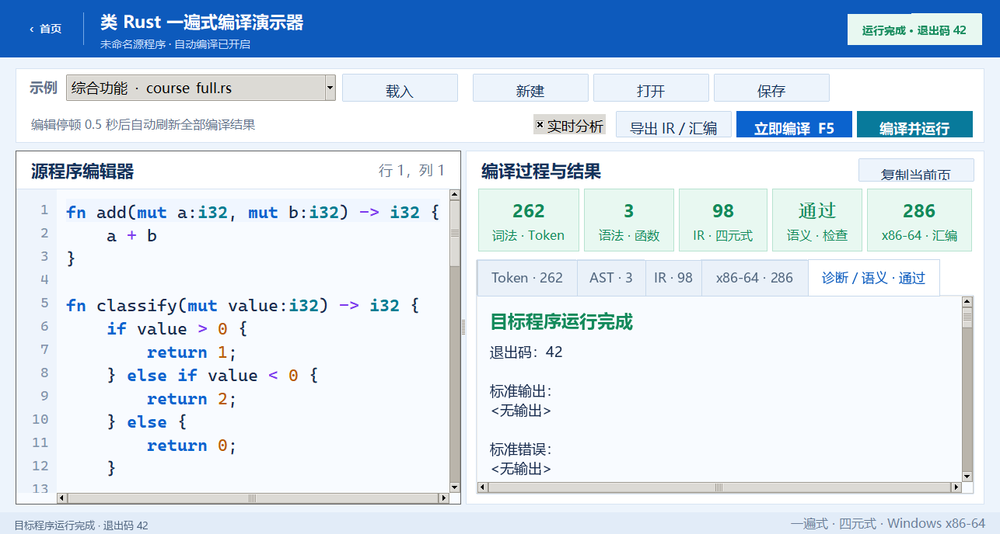 ‹ 首页
类 Rust 一遍式编译演示器
未命名源程序 · 自动编译已开启
运行完成 • 退出码 42
示例
综合功能 · course_full.rs
载入
新建
打开
保存
编辑停顿 0.5 秒后自动刷新全部编译结果
实时分析
导出 IR / 汇编
立即编译 F5
编译并运行
源程序编辑器
行 1，列 1
1 fn add(mut a:i32, mut b:i32) -> i32 {
2     a + b
3 }
4
5 fn classify(mut value:i32) -> i32 {
6     if value > 0 {
7         return 1;
8     } else if value < 0 {
9         return 2;
10     } else {
11         return 0;
12     }
13
编译过程与结果
复制当前页
262
词法 · Token
3
语法 · 函数
98
IR · 四元式
通过
语义 · 检查
286
x86-64 · 汇编
Token · 262
AST · 3
IR · 98
x86-64 · 286
诊断 / 语义 · 通过
目标程序运行完成
退出码：42
标准输出：
<无输出>
标准错误：
<无输出>
目标程序运行完成 · 退出码 42
一遍式 · 四元式 · Windows x86-64